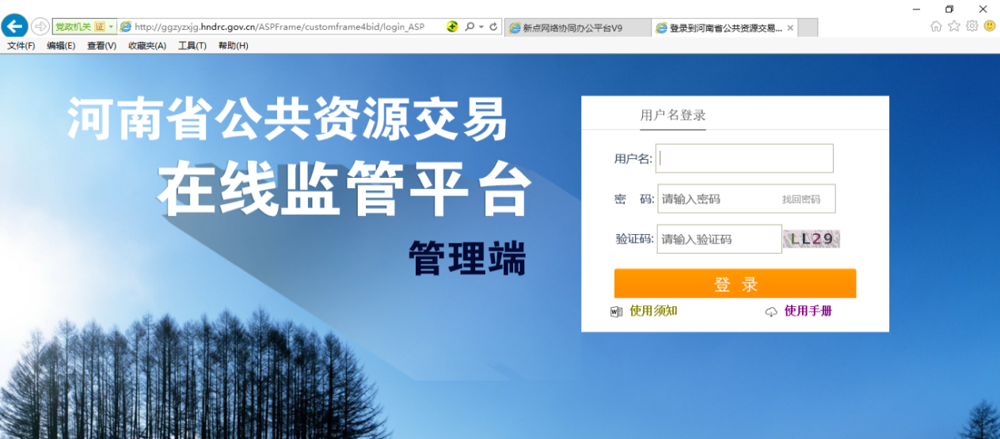 党政机关 证
http://ggzyzxjg.hndrc.gov.cn/ASPFrame/customframe4bid/login_ASP
新点网络协同办公平台V9
登录到河南省公共资源交易...
文件(F) 编辑(E) 查看(V) 收藏夹(A) 工具(T) 帮助(H)
河南省公共资源交易
在线监管平台
管理端
用户名登录
用户名:
密 码: 请输入密码 找回密码
验证码: 请输入验证码 LL29
登 录
使用须知 使用手册